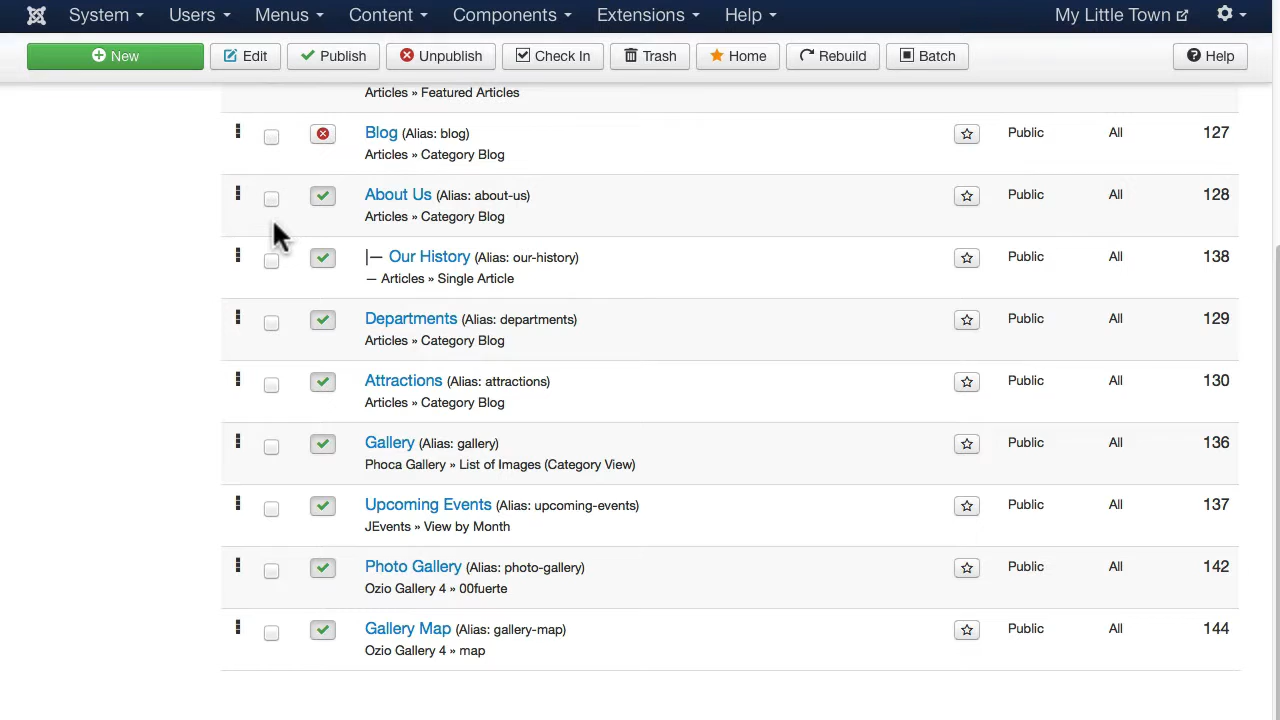 System Users Menus Content Components Extensions Help My Little Town
New Edit Publish Unpublish Check In Trash Home Rebuild Batch Help
Articles » Featured Articles
Blog (Alias: blog) Public All 127
Articles » Category Blog
About Us (Alias: about-us) Public All 128
Articles » Category Blog
|— Our History (Alias: our-history) Public All 138
— Articles » Single Article
Departments (Alias: departments) Public All 129
Articles » Category Blog
Attractions (Alias: attractions) Public All 130
Articles » Category Blog
Gallery (Alias: gallery) Public All 136
Phoca Gallery » List of Images (Category View)
Upcoming Events (Alias: upcoming-events) Public All 137
JEvents » View by Month
Photo Gallery (Alias: photo-gallery) Public All 142
Ozio Gallery 4 » 00fuerte
Gallery Map (Alias: gallery-map) Public All 144
Ozio Gallery 4 » map